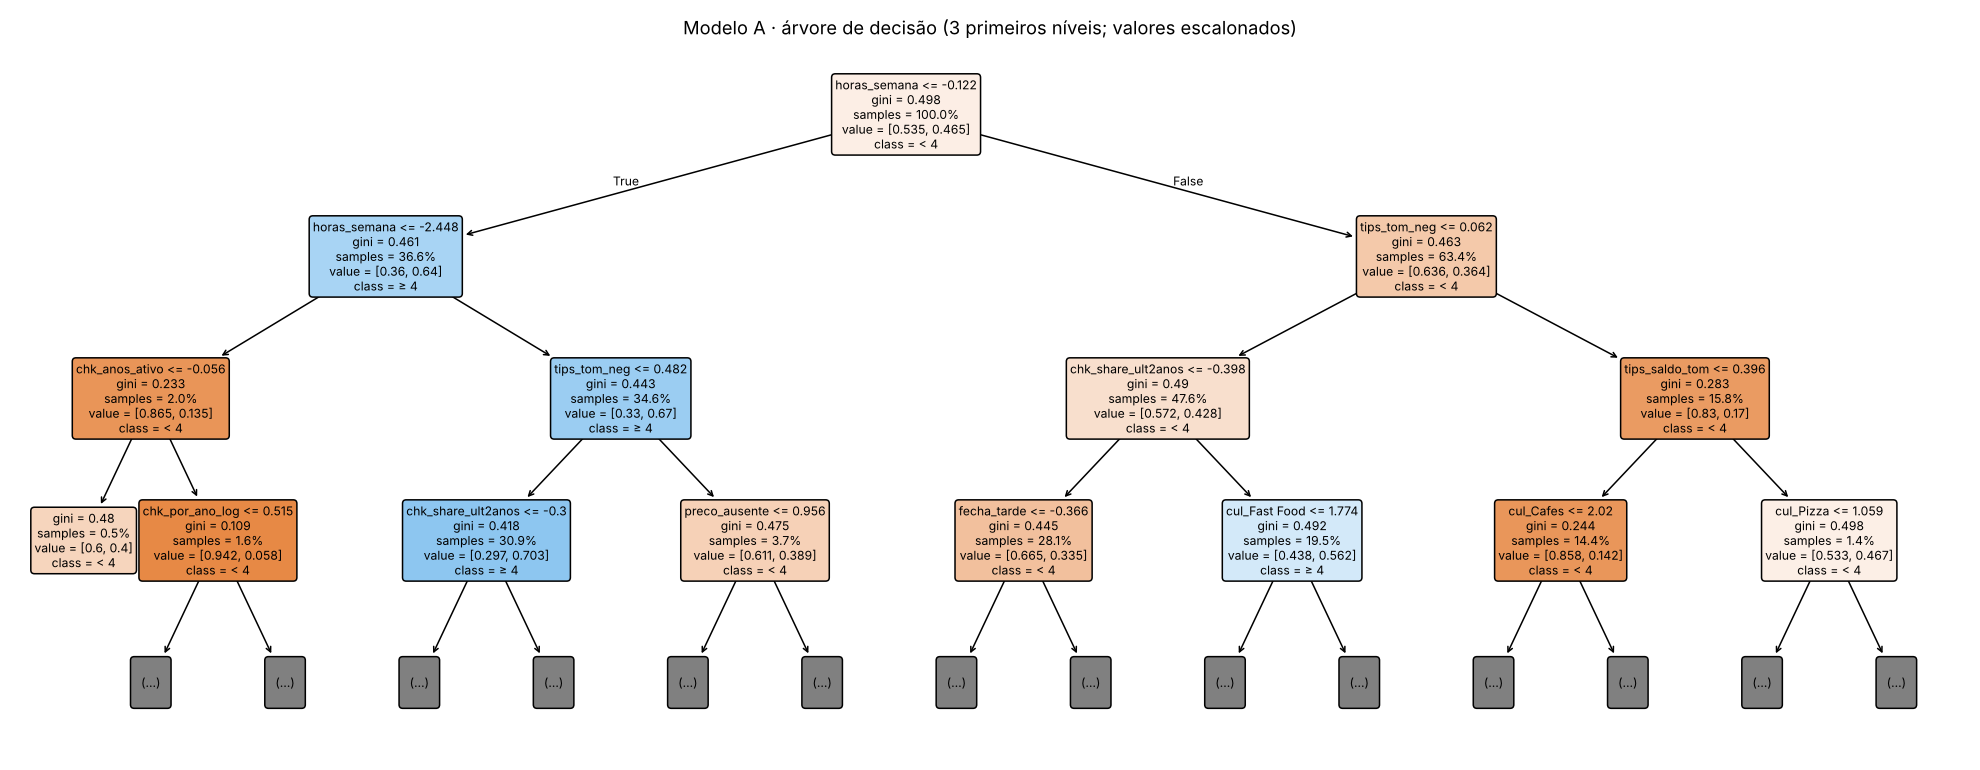 Modelo A · árvore de decisão (3 primeiros níveis; valores escalonados)
horas_semana <= -0.122
gini = 0.498
samples = 100.0%
value = [0.535, 0.465]
class = < 4
True
False
horas_semana <= -2.448
gini = 0.461
samples = 36.6%
value = [0.36, 0.64]
class = ≥ 4
tips_tom_neg <= 0.062
gini = 0.463
samples = 63.4%
value = [0.636, 0.364]
class = < 4
chk_anos_ativo <= -0.056
gini = 0.233
samples = 2.0%
value = [0.865, 0.135]
class = < 4
tips_tom_neg <= 0.482
gini = 0.443
samples = 34.6%
value = [0.33, 0.67]
class = ≥ 4
chk_share_ult2anos <= -0.398
gini = 0.49
samples = 47.6%
value = [0.572, 0.428]
class = < 4
tips_saldo_tom <= 0.396
gini = 0.283
samples = 15.8%
value = [0.83, 0.17]
class = < 4
gini = 0.48
samples = 0.5%
value = [0.6, 0.4]
class = < 4
chk_por_ano_log <= 0.515
gini = 0.109
samples = 1.6%
value = [0.942, 0.058]
class = < 4
chk_share_ult2anos <= -0.3
gini = 0.418
samples = 30.9%
value = [0.297, 0.703]
class = ≥ 4
preco_ausente <= 0.956
gini = 0.475
samples = 3.7%
value = [0.611, 0.389]
class = < 4
fecha_tarde <= -0.366
gini = 0.445
samples = 28.1%
value = [0.665, 0.335]
class = < 4
cul_Fast Food <= 1.774
gini = 0.492
samples = 19.5%
value = [0.438, 0.562]
class = ≥ 4
cul_Cafes <= 2.02
gini = 0.244
samples = 14.4%
value = [0.858, 0.142]
class = < 4
cul_Pizza <= 1.059
gini = 0.498
samples = 1.4%
value = [0.533, 0.467]
class = < 4
(...)
(...)
(...)
(...)
(...)
(...)
(...)
(...)
(...)
(...)
(...)
(...)
(...)
(...)